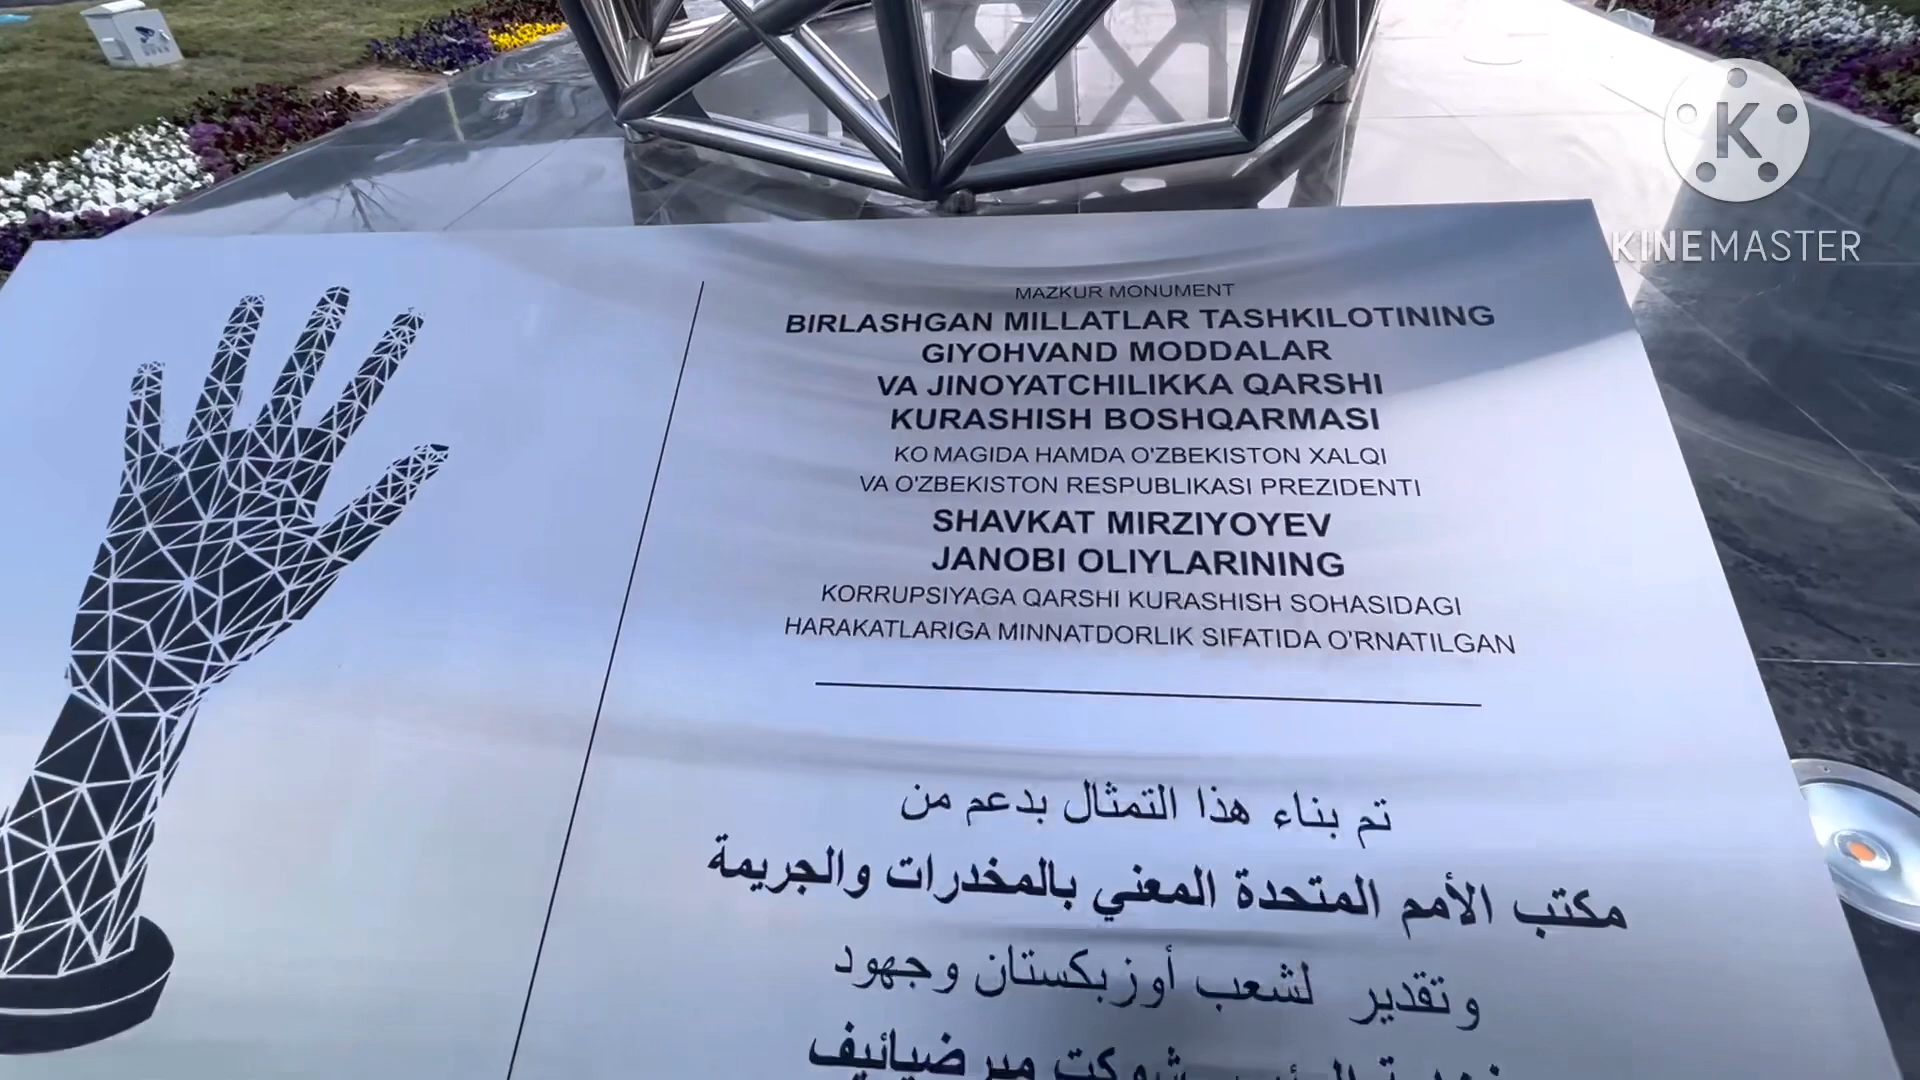 K
KINEMASTER
MAZKUR MONUMENT
BIRLASHGAN MILLATLAR TASHKILOTINING
GIYOHVAND MODDALAR
VA JINOYATCHILIKKA QARSHI
KURASHISH BOSHQARMASI
KO MAGIDA HAMDA O'ZBEKISTON XALQI
VA O'ZBEKISTON RESPUBLIKASI PREZIDENTI
SHAVKAT MIRZIYOYEV
JANOBI OLIYLARINING
KORRUPSIYAGA QARSHI KURASHISH SOHASIDAGI
HARAKATLARIGA MINNATDORLIK SIFATIDA O'RNATILGAN
تم بناء هذا التمثال بدعم من
مكتب الأمم المتحدة المعني بالمخدرات والجريمة
وتقدير لشعب أوزبكستان وجهود
شوكت ميرضيائيف